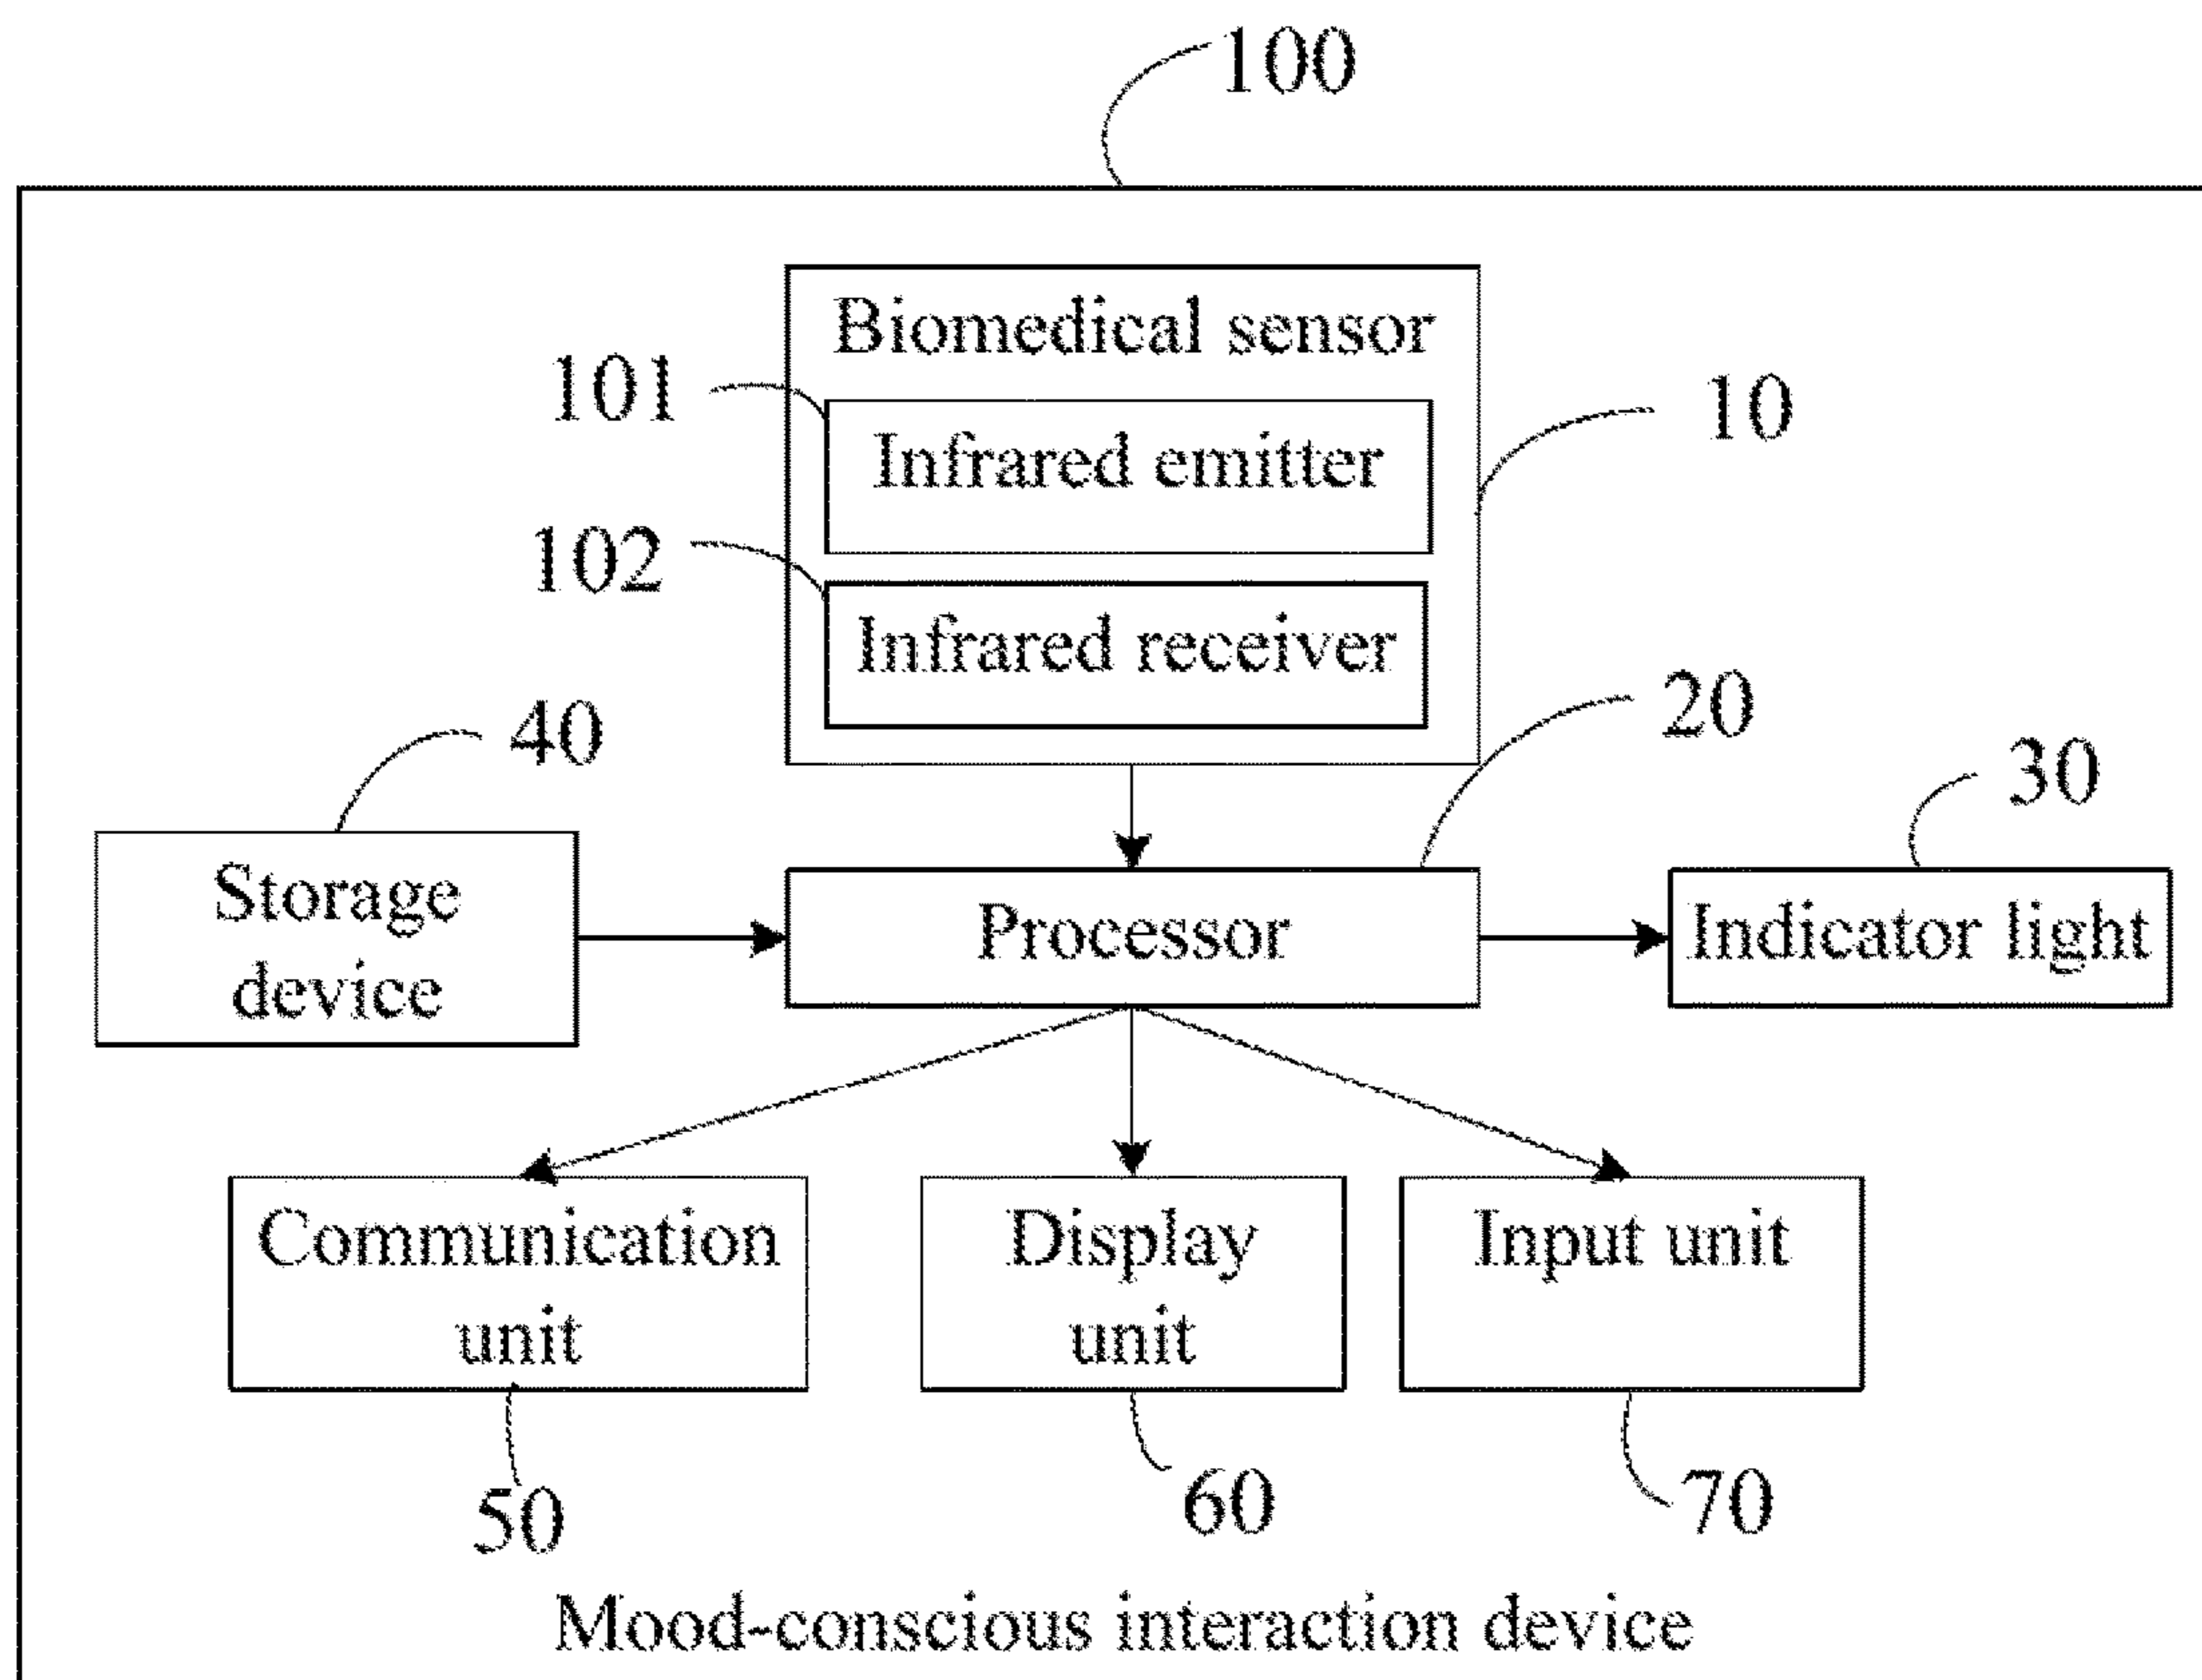 100
Biomedical sensor
101
Infrared emitter
10
102
Infrared receiver
40
20
30
Storage
device
Processor
Indicator light
Communication
unit
Display
unit
Input unit
50
60
70
Mood-conscious interaction device